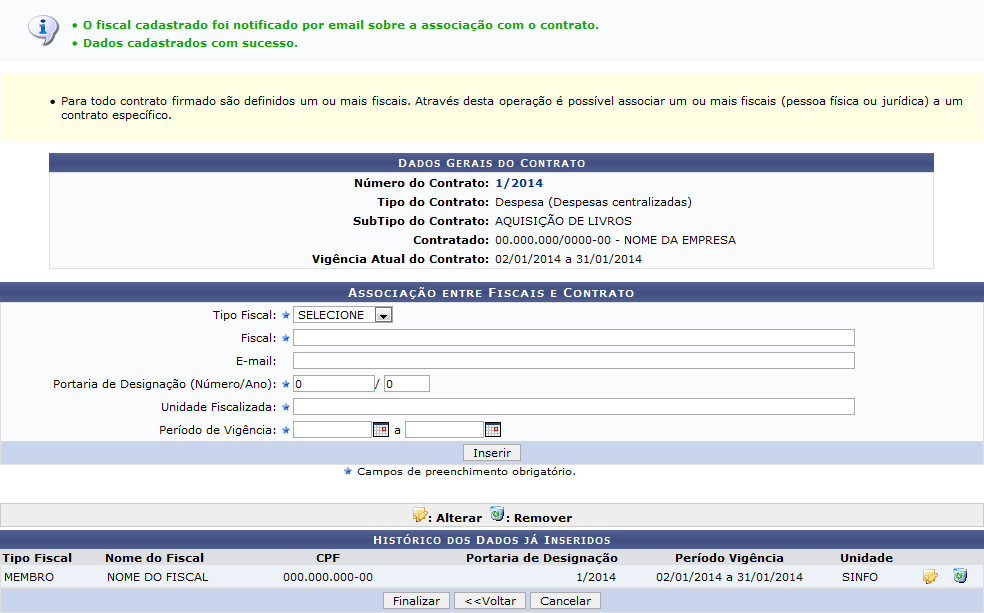 • O fiscal cadastrado foi notificado por email sobre a associação com o contrato.
• Dados cadastrados com sucesso.
• Para todo contrato firmado são definidos um ou mais fiscais. Através desta operação é possível associar um ou mais fiscais (pessoa física ou jurídica) a um
contrato específico.
DADOS GERAIS DO CONTRATO
Número do Contrato: 1/2014
Tipo do Contrato: Despesa (Despesas centralizadas)
SubTipo do Contrato: AQUISIÇÃO DE LIVROS
Contratado: 00.000.000/0000-00 - NOME DA EMPRESA
Vigência Atual do Contrato: 02/01/2014 a 31/01/2014
ASSOCIAÇÃO ENTRE FISCAIS E CONTRATO
Tipo Fiscal: SELECIONE
Fiscal:
E-mail:
Portaria de Designação (Número/Ano): 0 / 0
Unidade Fiscalizada:
Período de Vigência: a
Inserir
Campos de preenchimento obrigatório.
: Alterar : Remover
HISTÓRICO DOS DADOS JÁ INSERIDOS
Tipo Fiscal Nome do Fiscal CPF Portaria de Designação Período Vigência Unidade
MEMBRO NOME DO FISCAL 000.000.000-00 1/2014 02/01/2014 a 31/01/2014 SINFO
Finalizar <<Voltar Cancelar